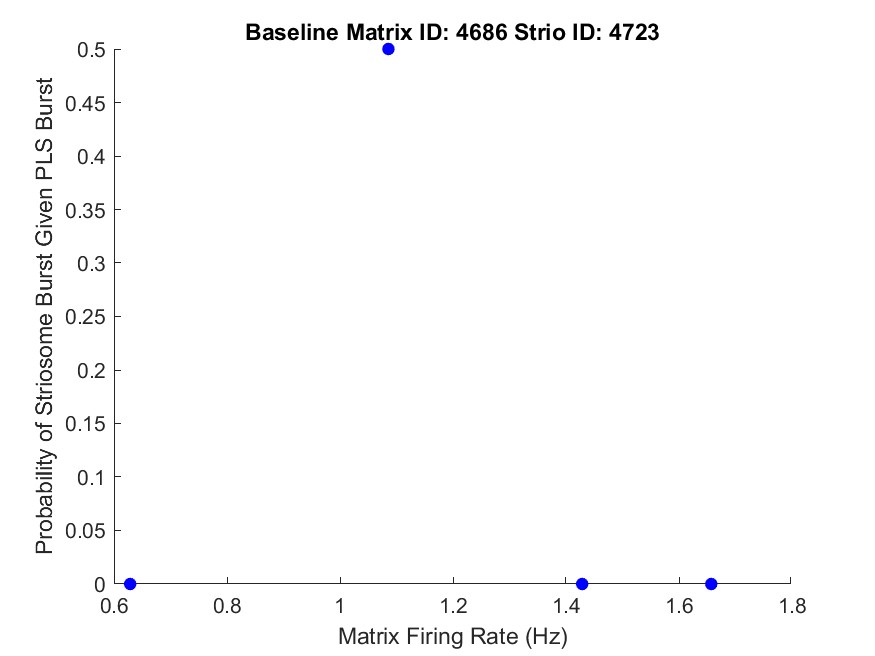 Baseline Matrix ID: 4686 Strio ID: 4723
Probability of Striosome Burst Given PLS Burst
0.5
0.45
0.4
0.35
0.3
0.25
0.2
0.15
0.1
0.05
0
0.6 0.8 1 1.2 1.4 1.6 1.8
Matrix Firing Rate (Hz)